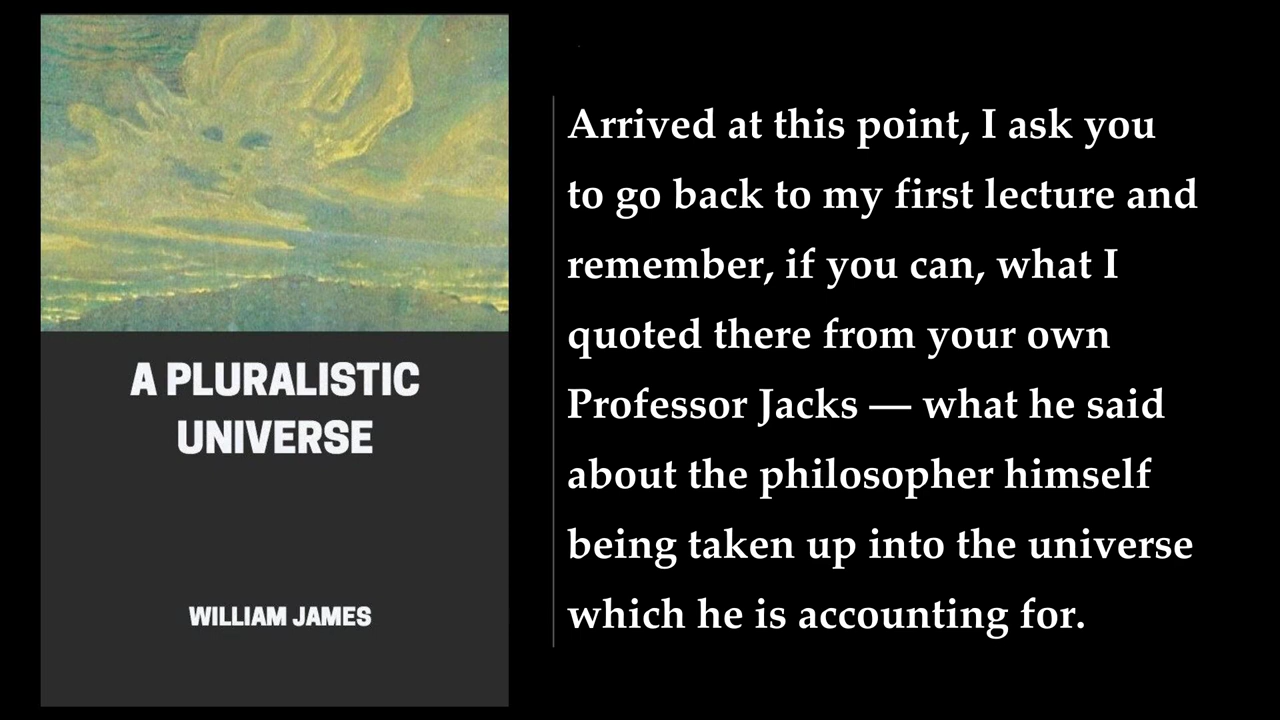 A PLURALISTIC
UNIVERSE
WILLIAM JAMES
Arrived at this point, I ask you
to go back to my first lecture and
remember, if you can, what I
quoted there from your own
Professor Jacks — what he said
about the philosopher himself
being taken up into the universe
which he is accounting for.